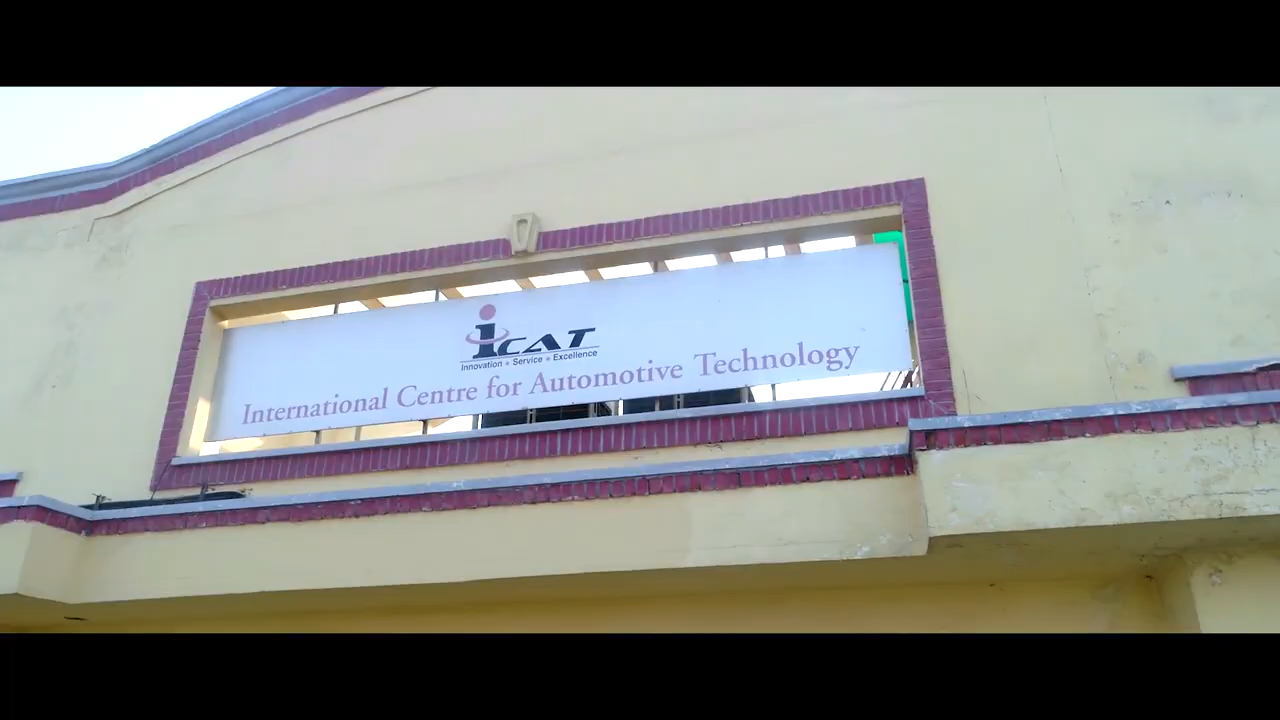 iCAT
Innovation • Service • Excellence
International Centre for Automotive Technology